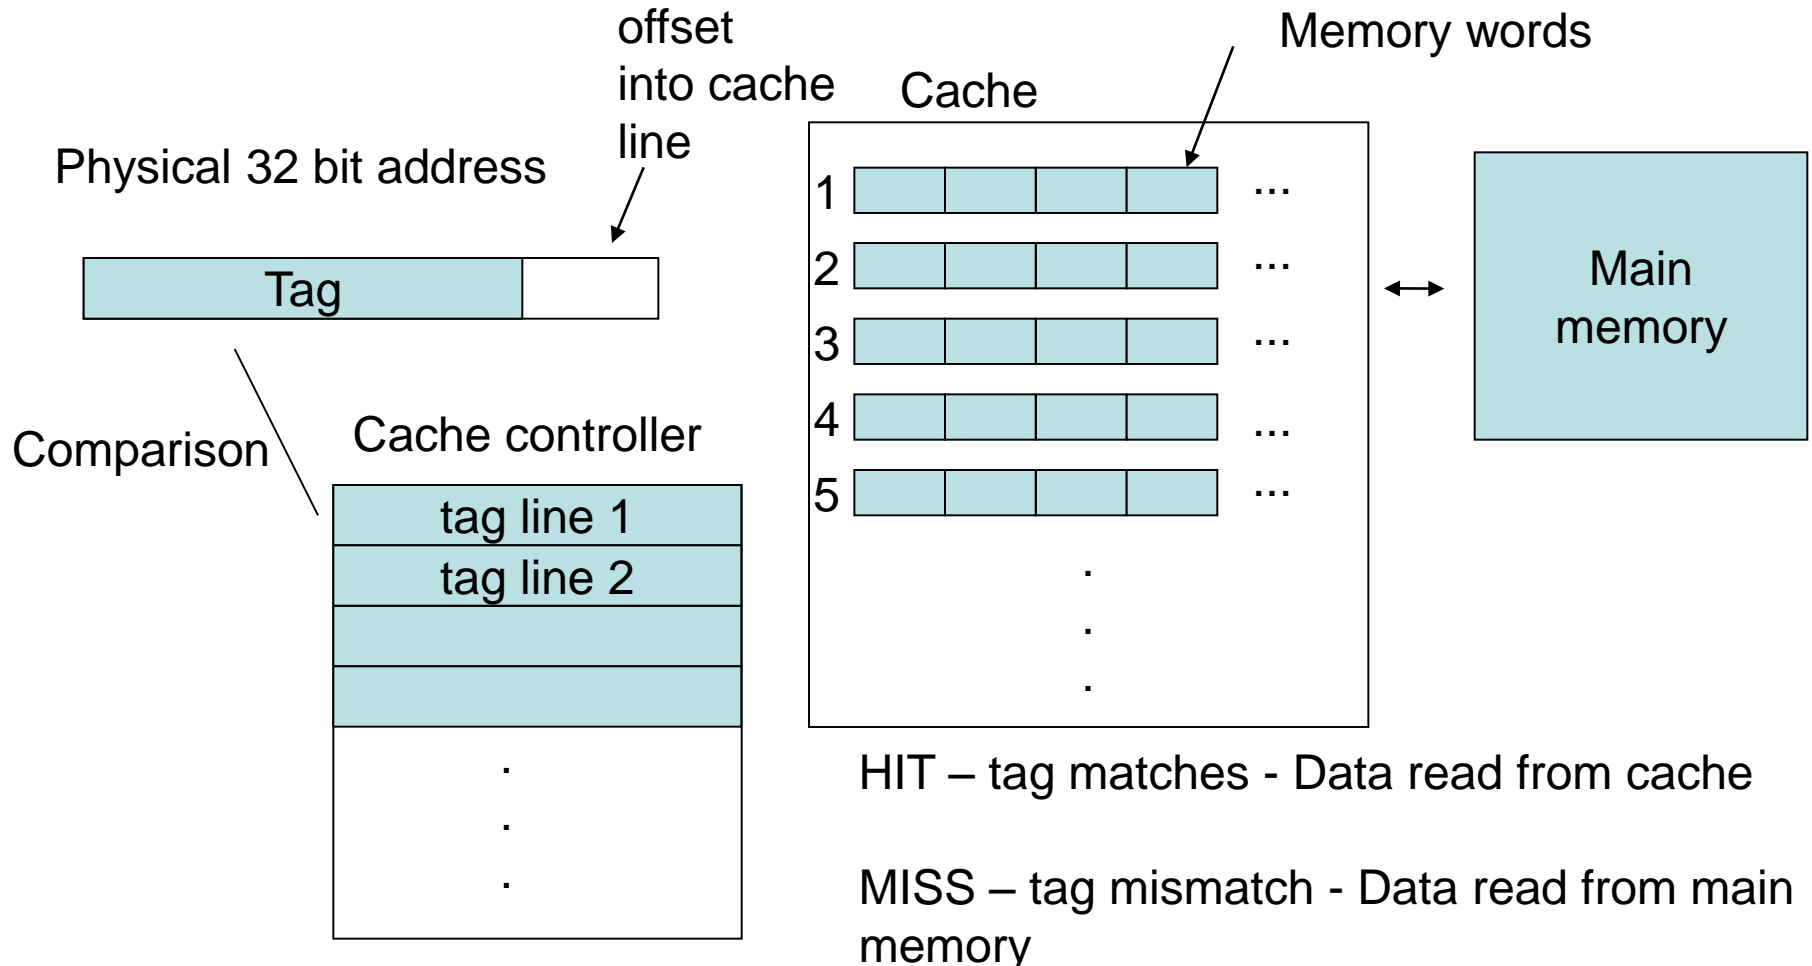 offset
into cache
line
Memory words
Cache
Physical 32 bit address
Tag
1 ...
2 ...
3 ...
4 ...
5 ...
.
.
.
Main
memory
Comparison
Cache controller
tag line 1
tag line 2
.
.
.
HIT – tag matches - Data read from cache
MISS – tag mismatch - Data read from main
memory